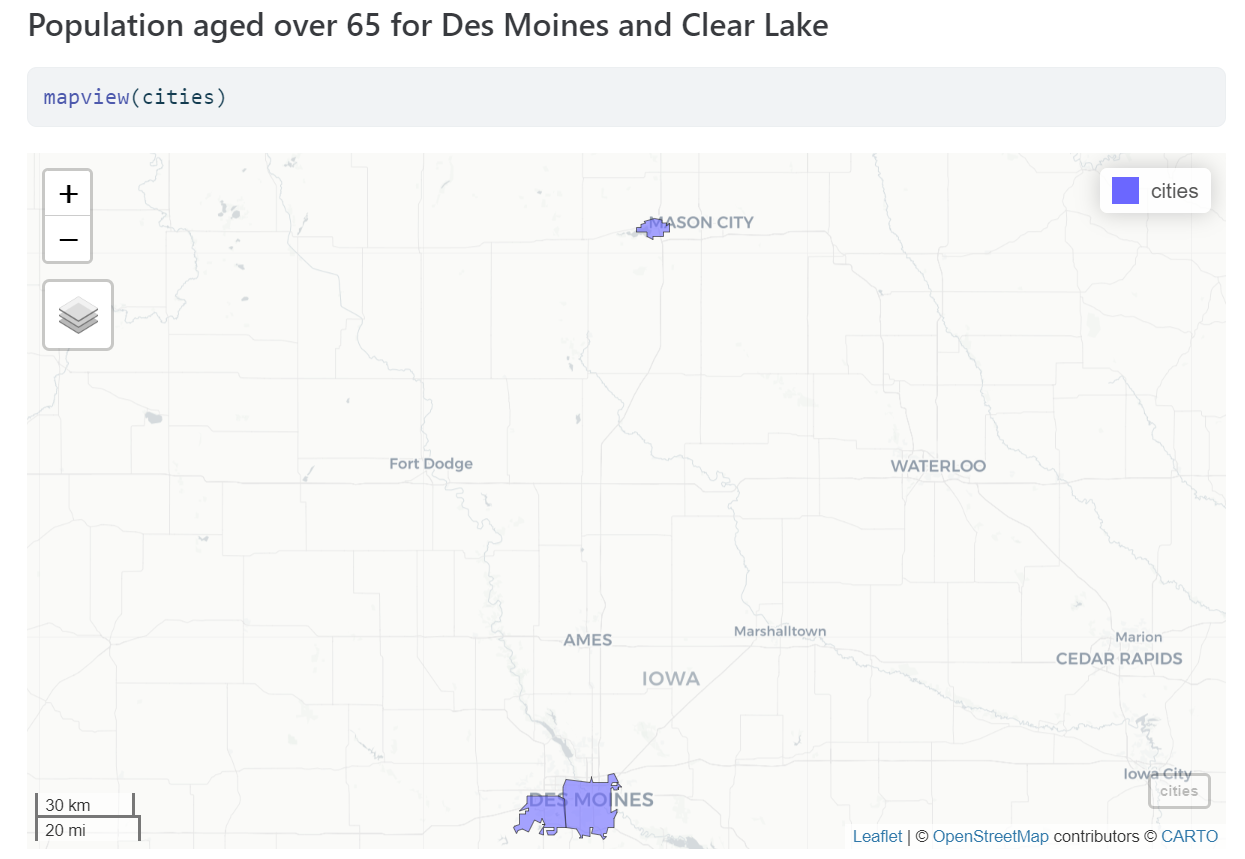 Population aged over 65 for Des Moines and Clear Lake
mapview(cities)
+
−
cities
MASON CITY
Fort Dodge
WATERLOO
AMES
Marshalltown
Marion
CEDAR RAPIDS
IOWA
Iowa City
cities
DES MOINES
30 km
20 mi
Leaflet | © OpenStreetMap contributors © CARTO